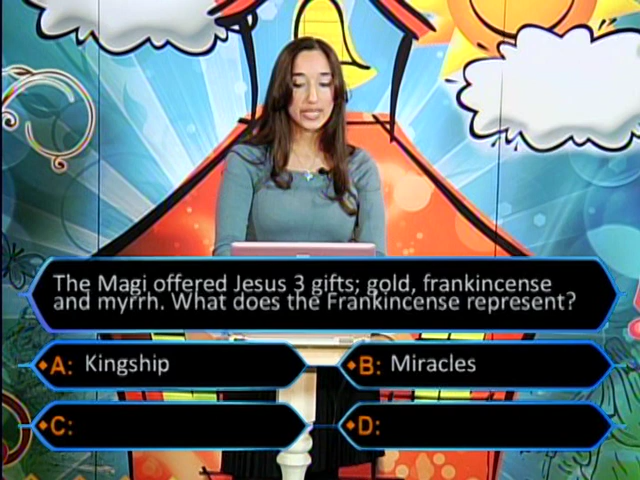 The Magi offered Jesus 3 gifts; gold, frankincense
and myrrh. What does the Frankincense represent?
A: Kingship
B: Miracles
C:
D: